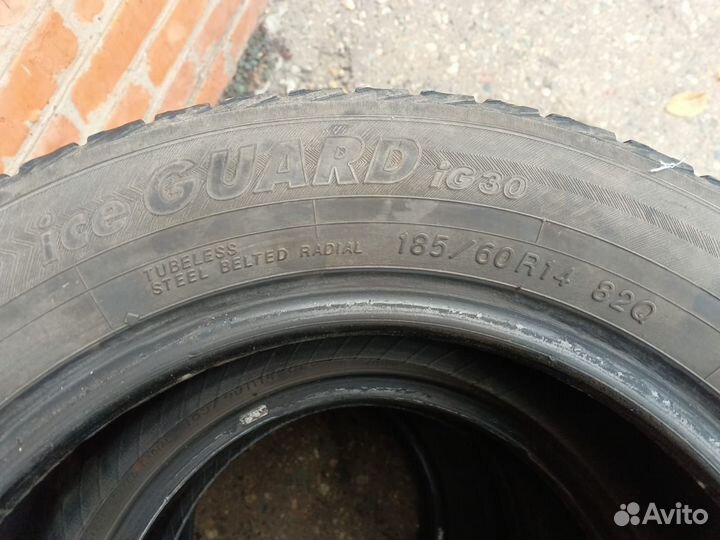 ice GUARD iG30
TUBELESS
STEEL BELTED RADIAL
185/60R14 82Q
Avito